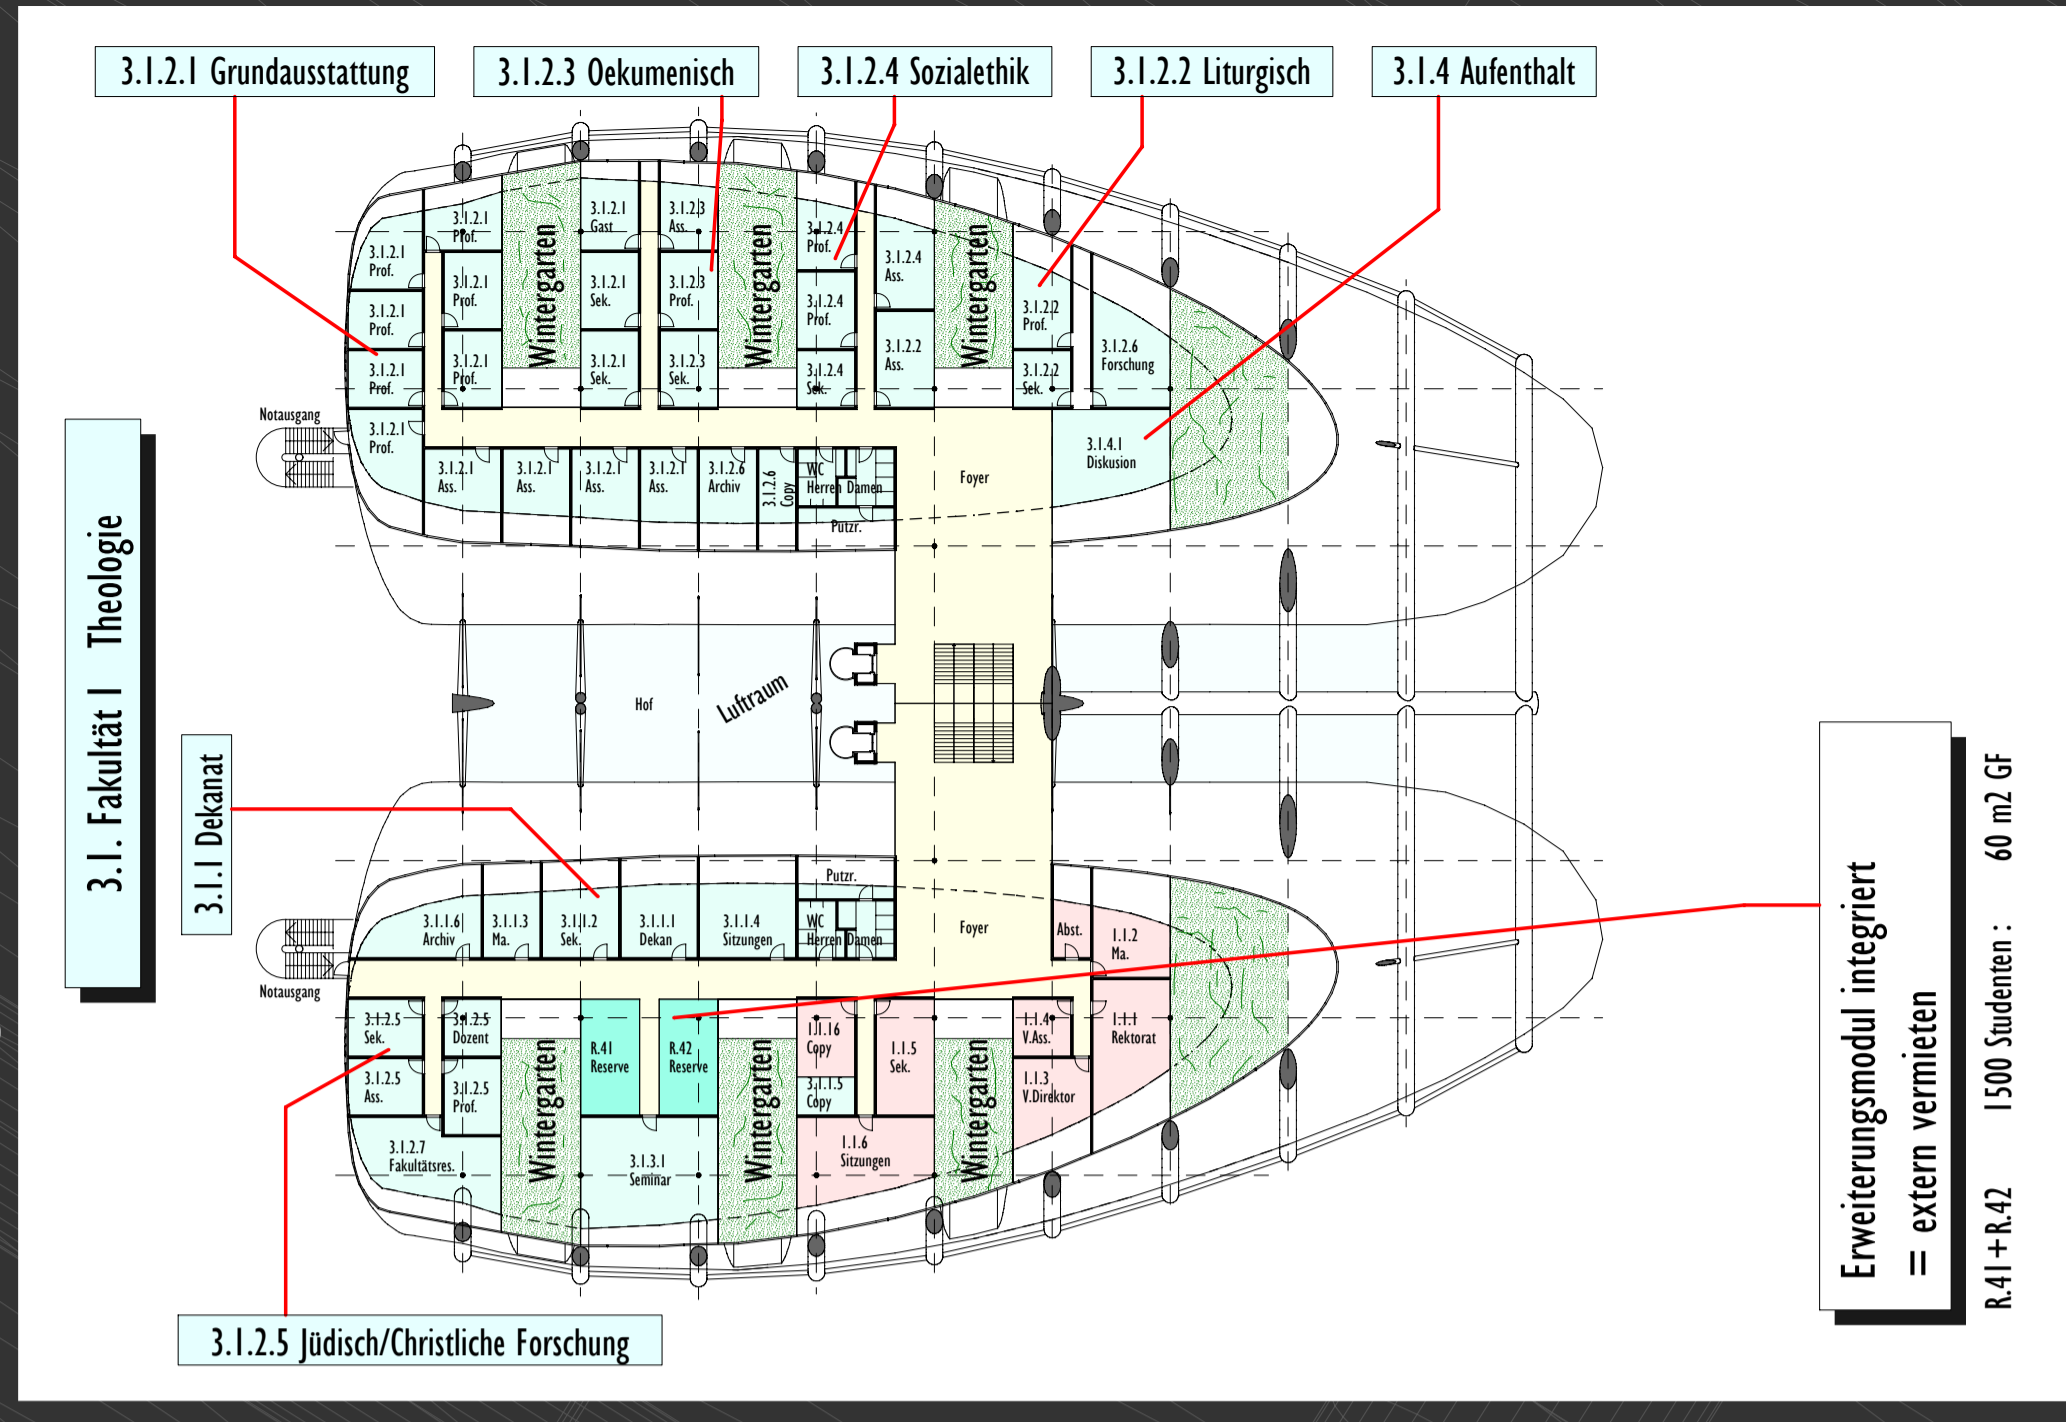 3.1.2.1 Grundausstattung
3.1.2.3 Oekumenisch
3.1.2.4 Sozialethik
3.1.2.2 Liturgisch
3.1.4 Aufenthalt
3.1. Fakultät I Theologie
3.1.2.1
Prof.
3.1.2.1
Prof.
3.1.2.1
Prof.
3.1.2.1
Prof.
3.1.2.1
Prof.
3.1.2.1
Prof.
3.1.2.1
Prof.
Wintergarten
3.1.2.1
Gast
3.1.2.1
Sek.
3.1.2.1
Sek.
3.1.2.3
Ass.
3.1.2.3
Prof.
3.1.2.3
Sek.
Wintergarten
3.1.2.4
Prof.
3.1.2.4
Prof.
3.1.2.4
Sek.
3.1.2.4
Ass.
3.1.2.2
Ass.
Wintergarten
3.1.2.2
Prof.
3.1.2.2
Sek.
3.1.2.6
Forschung
3.1.4.1
Diskusion
Notausgang
3.1.2.1
Ass.
3.1.2.1
Ass.
3.1.2.1
Ass.
3.1.2.1
Ass.
3.1.2.6
Archiv
3.1.2.6
Copy
WC
Herren Damen
Putzr.
Foyer
Hof
Luftraum
3.1.1 Dekanat
Putzr.
3.1.1.6
Archiv
3.1.1.3
Ma.
3.1.1.2
Sek.
3.1.1.1
Dekan
3.1.1.4
Sitzungen
WC
Herren Damen
Foyer
Abst.
1.1.2
Ma.
Notausgang
3.1.2.5
Sek.
3.1.2.5
Dozent
3.1.2.5
Ass.
3.1.2.5
Prof.
3.1.2.7
Fakultätsres.
Wintergarten
R.41
Reserve
R.42
Reserve
3.1.3.1
Seminar
Wintergarten
1.1.16
Copy
3.1.1.5
Copy
1.1.5
Sek.
1.1.6
Sitzungen
Wintergarten
1.1.4
V.Ass.
1.1.3
V.Direktor
1.1.1
Rektorat
3.1.2.5 Jüdisch/Christliche Forschung
Erweiterungsmodul integriert
= extern vermieten
R.41+R.42 1500 Studenten : 60 m2 GF